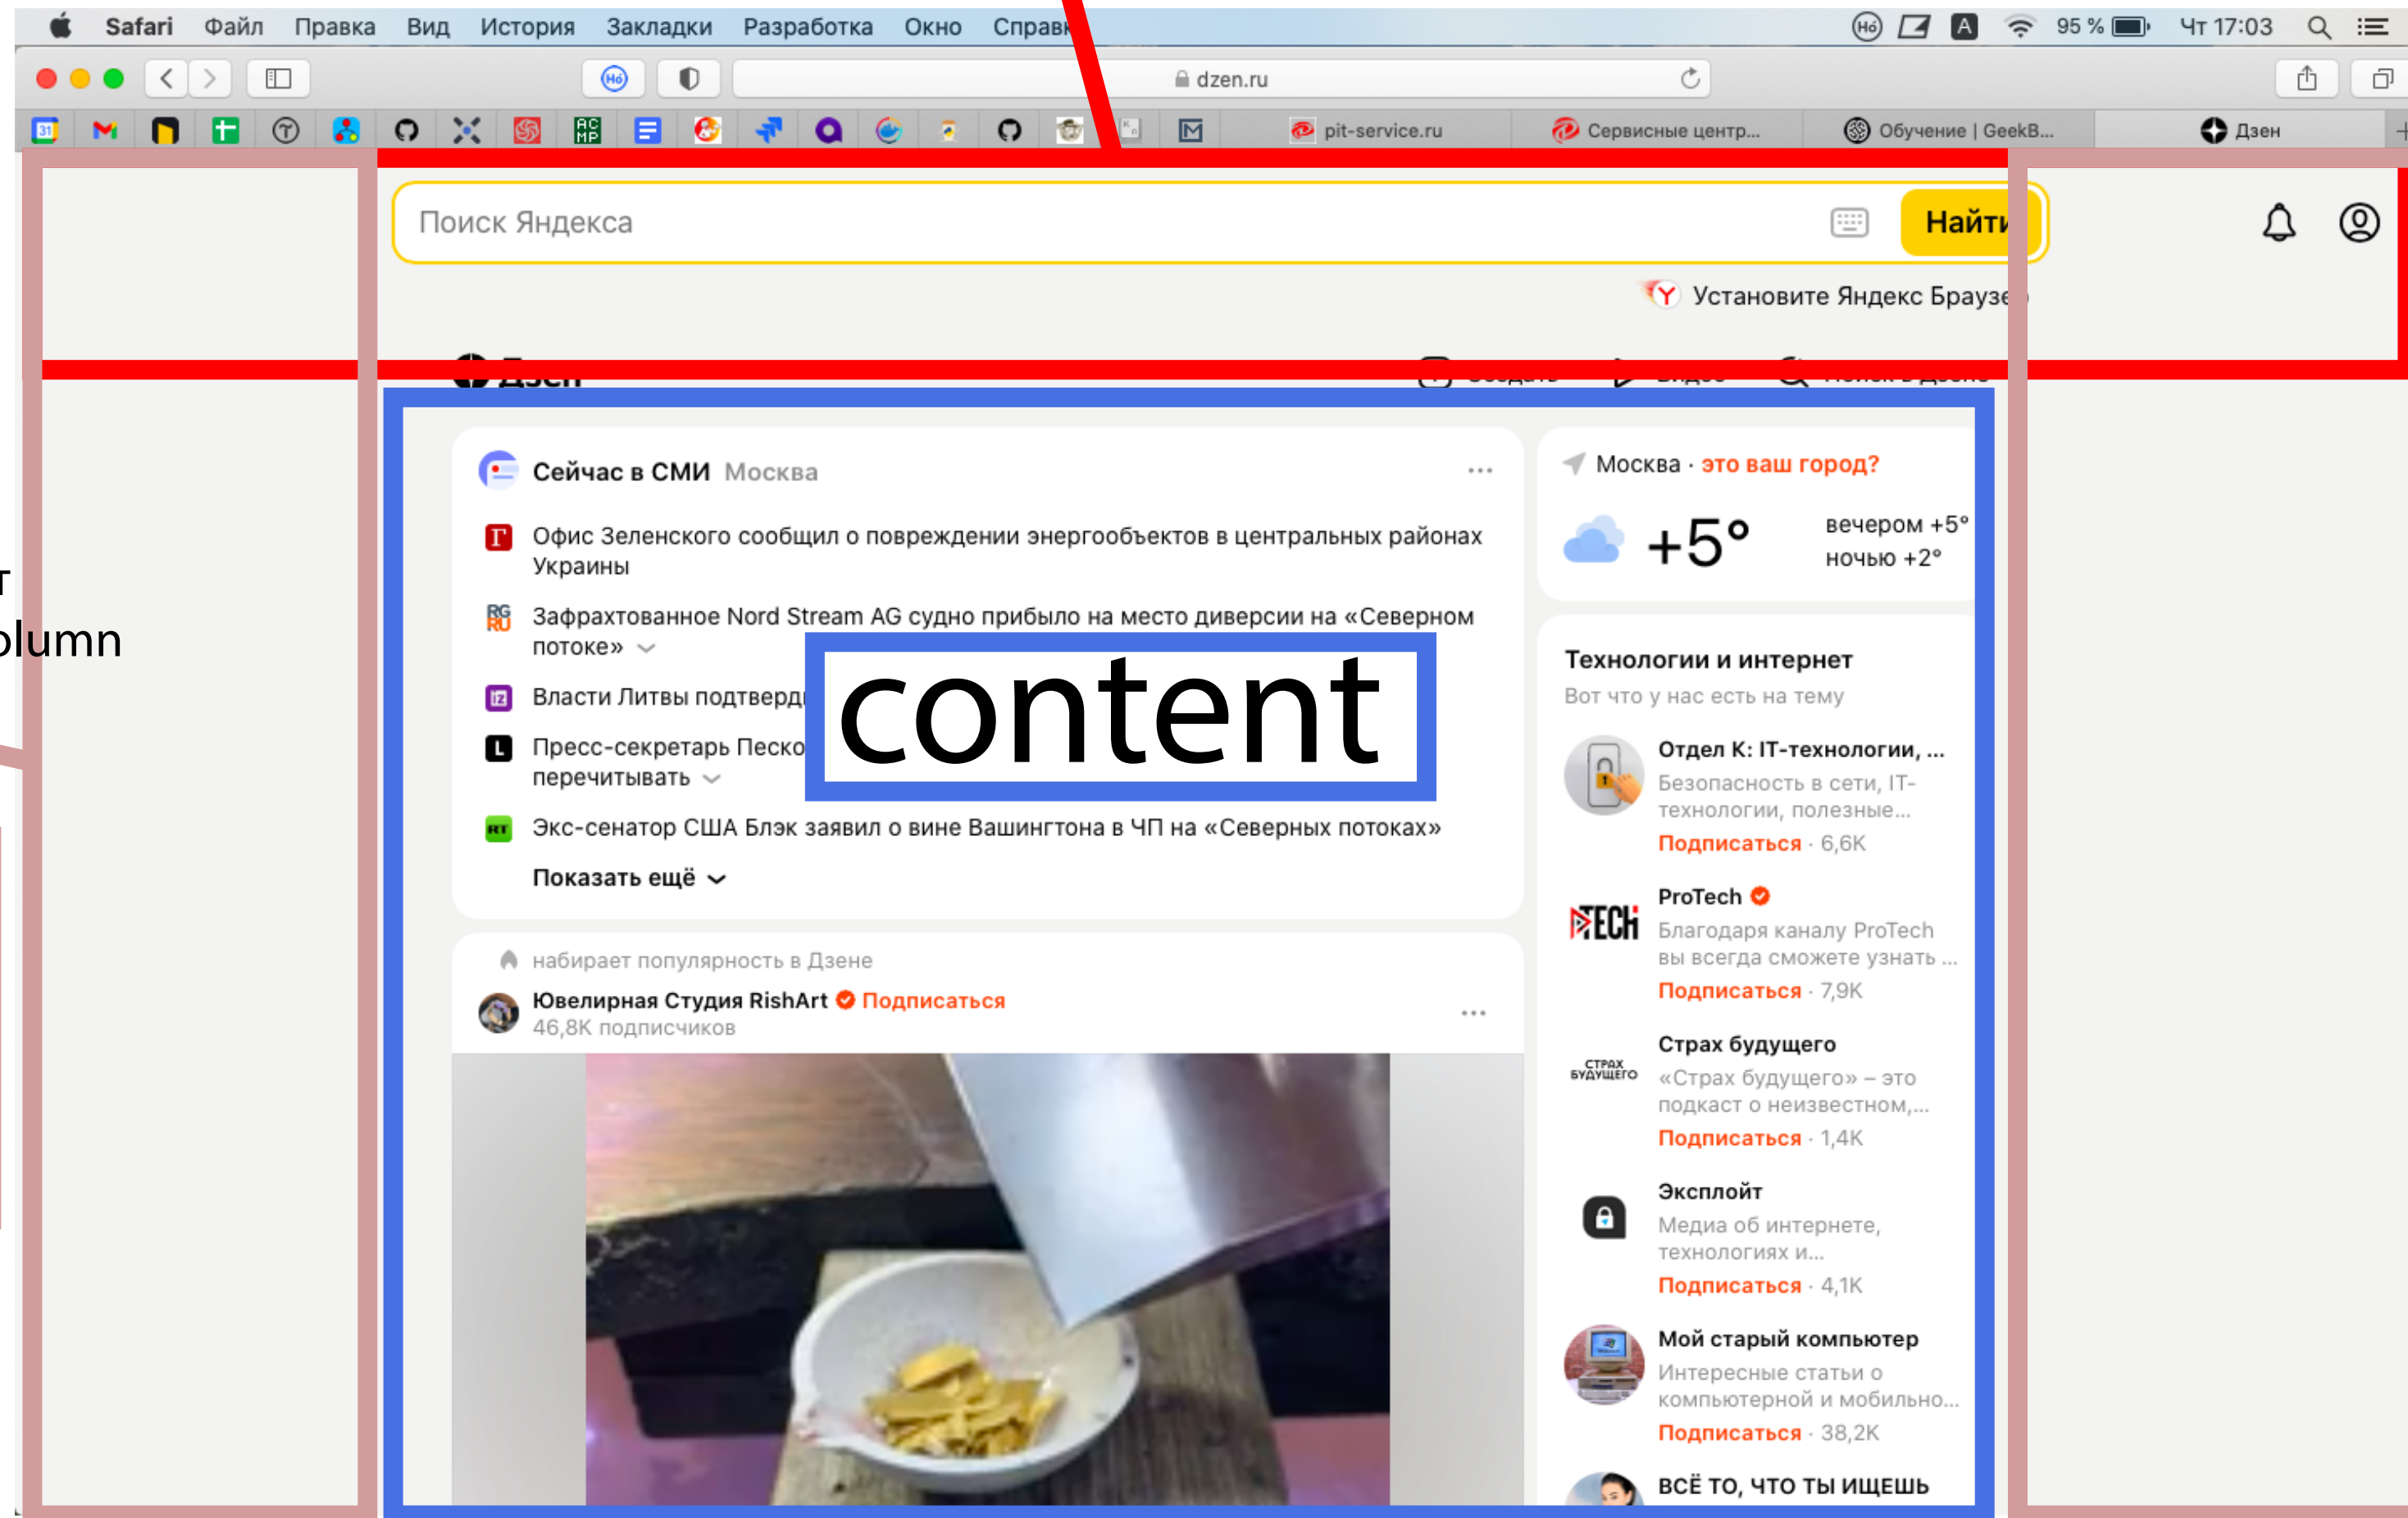 Safari Файл Правка Вид История Закладки Разработка Окно Справк
95 % Чт 17:03
dzen.ru
pit-service.ru Сервисные центр... Обучение | GeekB... Дзен
Поиск Яндекса Найти
Установите Яндекс Браузер
Дзен
Сейчас в СМИ Москва
Офис Зеленского сообщил о повреждении энергообъектов в центральных районах
Украины
Зафрахтованное Nord Stream AG судно прибыло на место диверсии на «Северном
потоке»
Власти Литвы подтверд
Пресс-секретарь Песко
перечитывать
Экс-сенатор США Блэк заявил о вине Вашингтона в ЧП на «Северных потоках»
Показать ещё
content
т
olumn
набирает популярность в Дзене
Ювелирная Студия RishArt Подписаться
46,8K подписчиков
Москва · это ваш город?
+5°
вечером +5°
ночью +2°
Технологии и интернет
Вот что у нас есть на тему
Отдел К: IT-технологии, ...
Безопасность в сети, IT-
технологии, полезные...
Подписаться · 6,6K
PTECH
ProTech
Благодаря каналу ProTech
вы всегда сможете узнать ...
Подписаться · 7,9K
СТРАХ
БУДУЩЕГО
Страх будущего
«Страх будущего» – это
подкаст о неизвестном,...
Подписаться · 1,4K
Эксплойт
Медиа об интернете,
технологиях и...
Подписаться · 4,1K
Мой старый компьютер
Интересные статьи о
компьютерной и мобильно...
Подписаться · 38,2K
ВСЁ ТО, ЧТО ТЫ ИЩЕШЬ